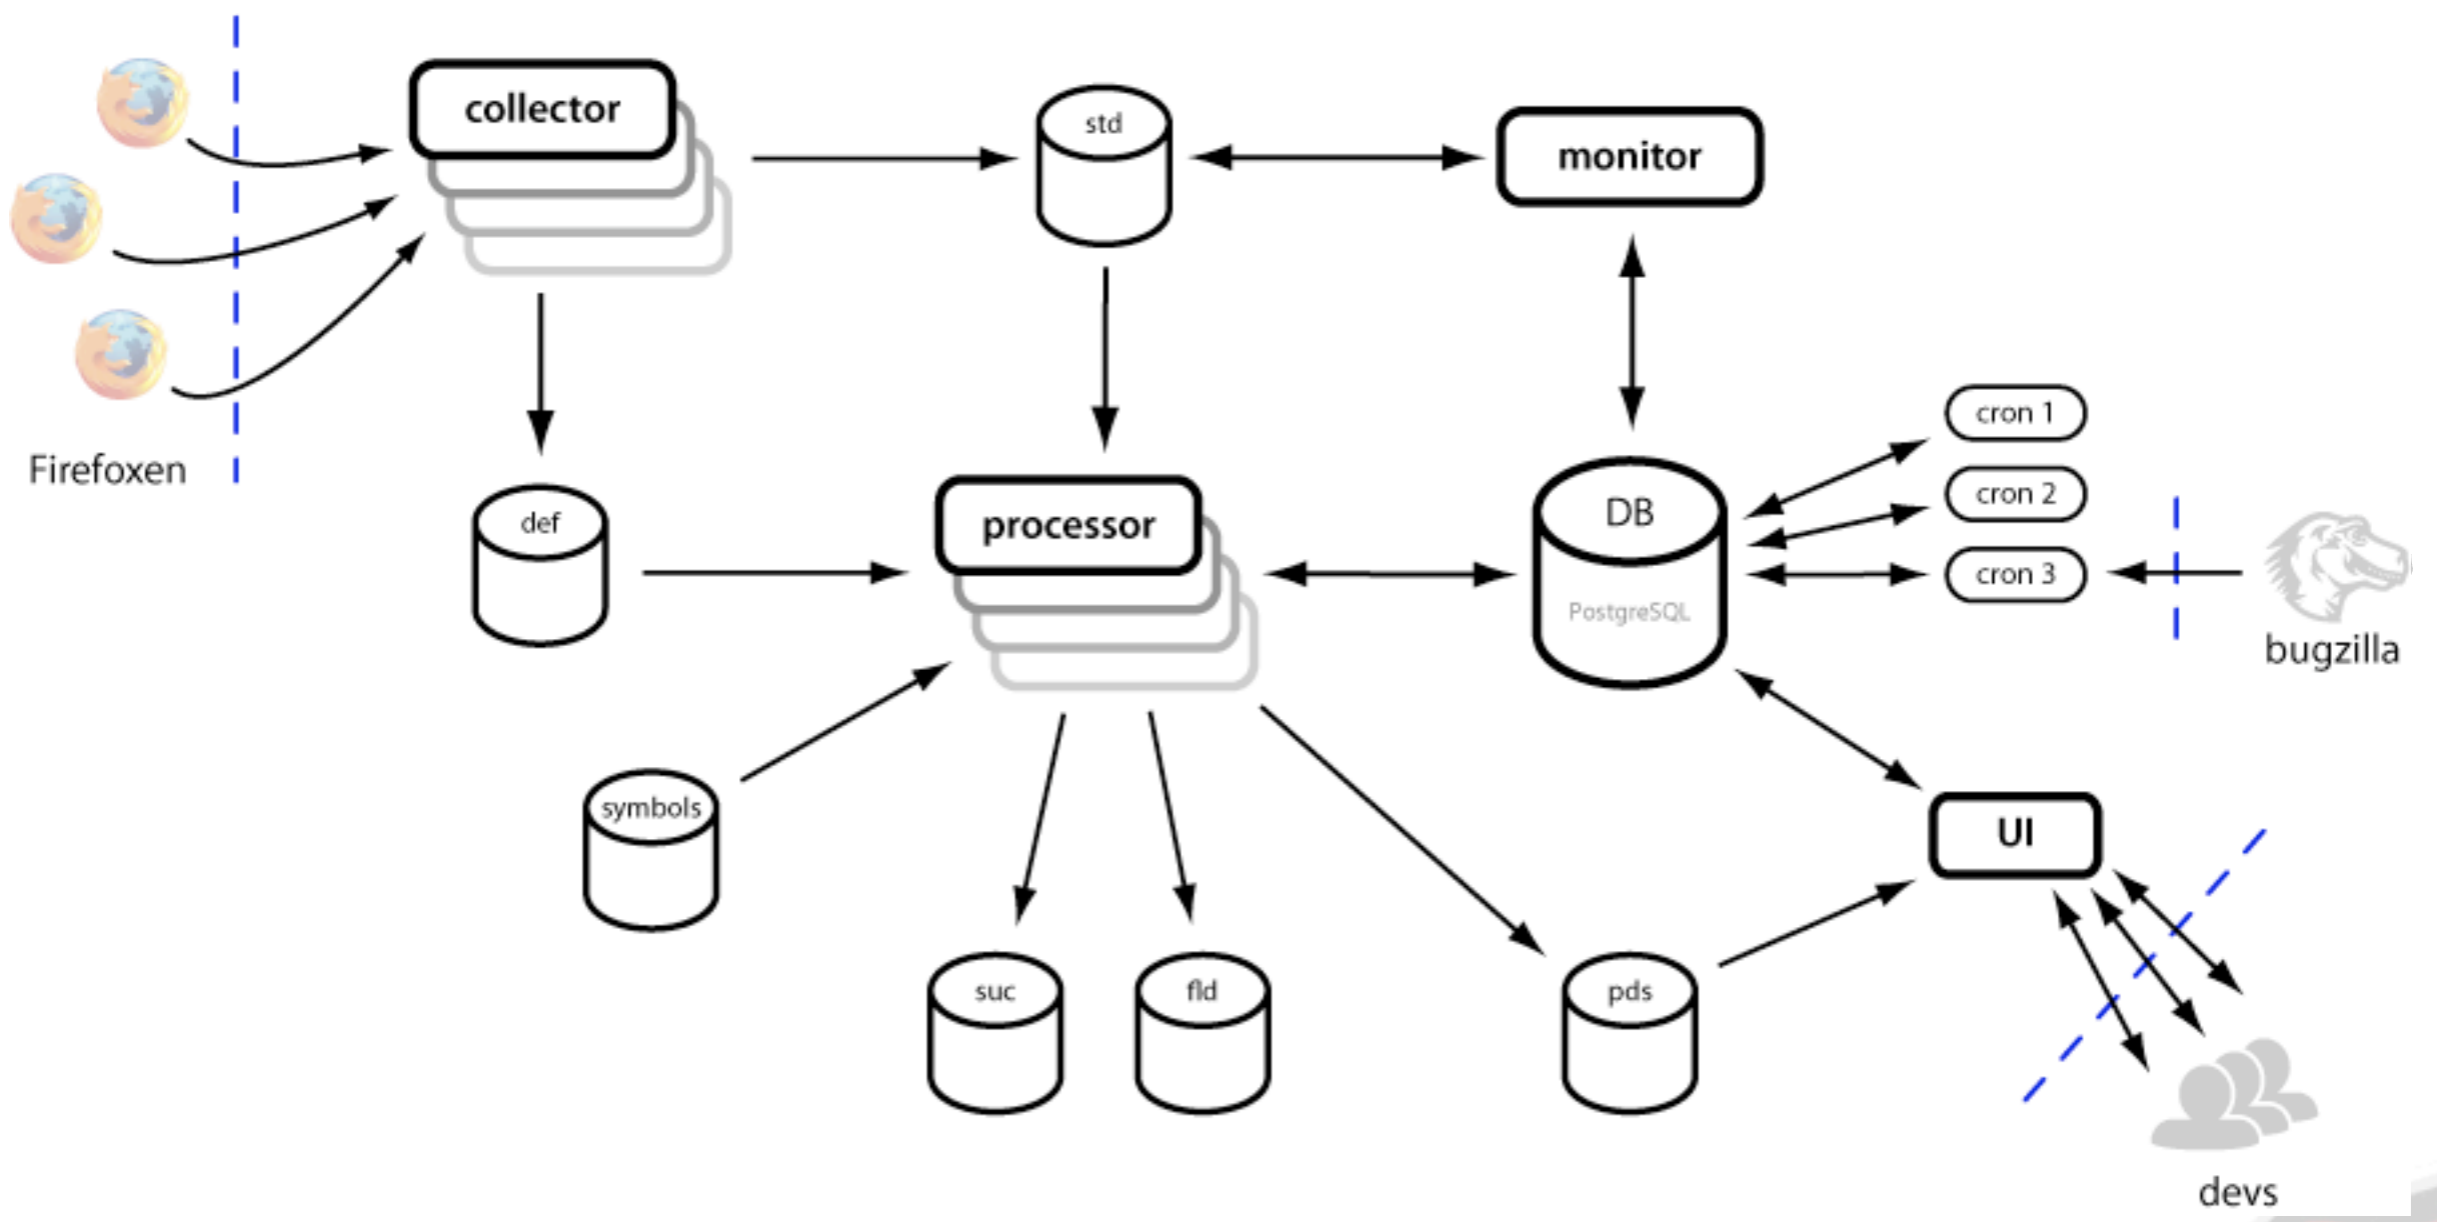 collector
std
monitor
Firefoxen
def
processor
DB
PostgreSQL
cron 1
cron 2
cron 3
bugzilla
symbols
UI
suc
fld
pds
devs